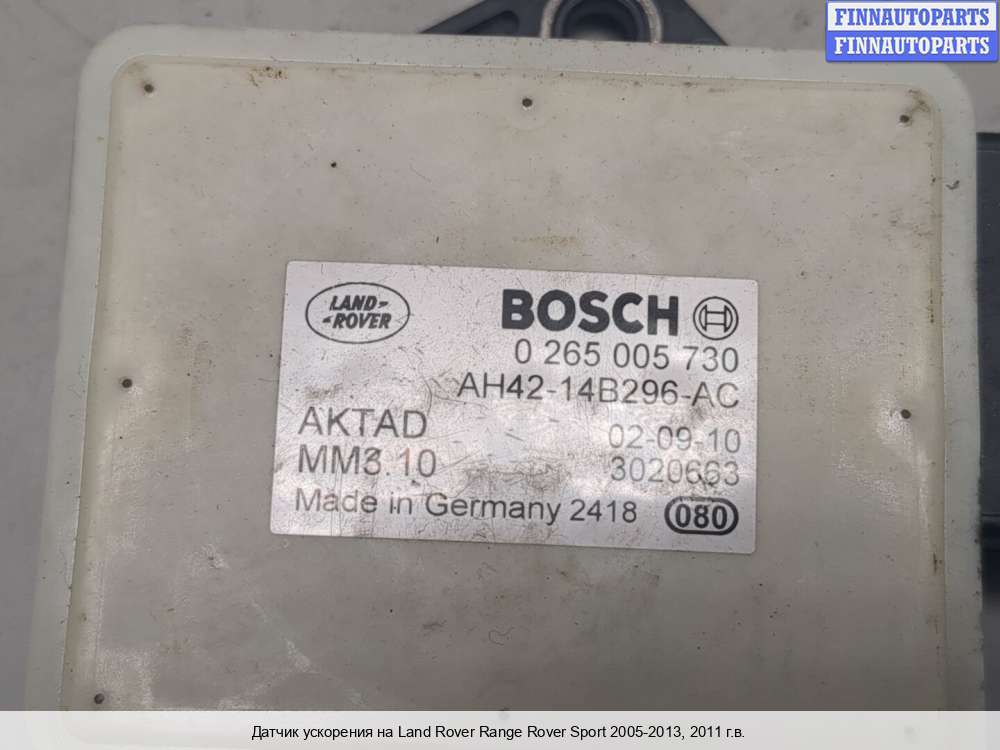 FINNAUTOPARTS
FINNAUTOPARTS
LAND-
-ROVER
BOSCH
0 265 005 730
AH42-14B296-AC
AKTAD
02-09-10
MM3.10
3020663
Made in Germany 2418
080
Датчик ускорения на Land Rover Range Rover Sport 2005-2013, 2011 г.в.